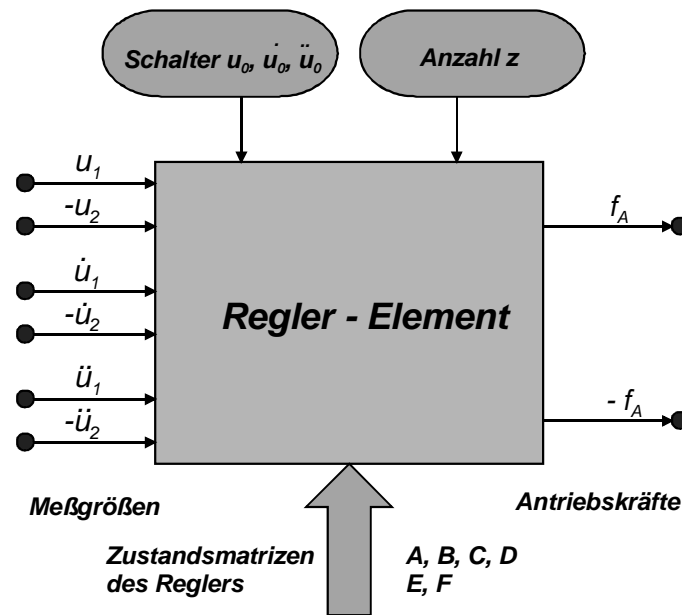 Schalter u₀, u̇₀, ü₀
Anzahl z
u₁
-u₂
u̇₁
-u̇₂
ü₁
-ü₂
Regler - Element
f_A
- f_A
Meßgrößen
Antriebskräfte
Zustandsmatrizen
des Reglers
A, B, C, D
E, F